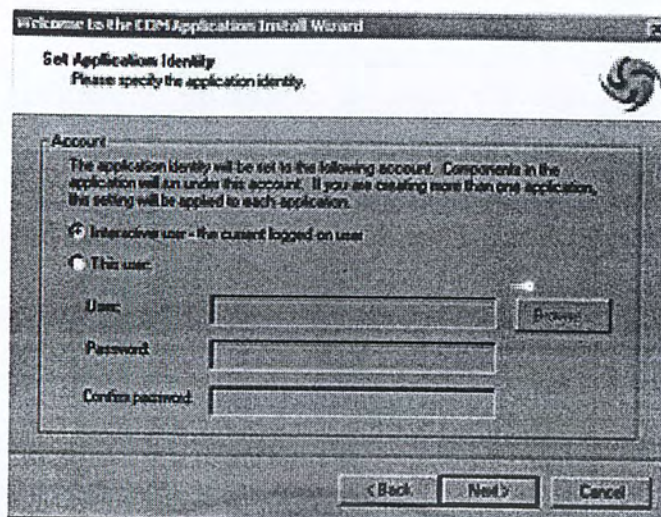 Welcome to the COM Application Install Wizard
Set Application Identity
Please specify the application identity.
Account
The application identity will be set to the following account. Components in the
application will run under this account. If you are creating more than one application,
this setting will be applied to each application.
Interactive user - the current logged on user
This user:
User:
Browse...
Password:
Confirm password:
< Back
Next >
Cancel